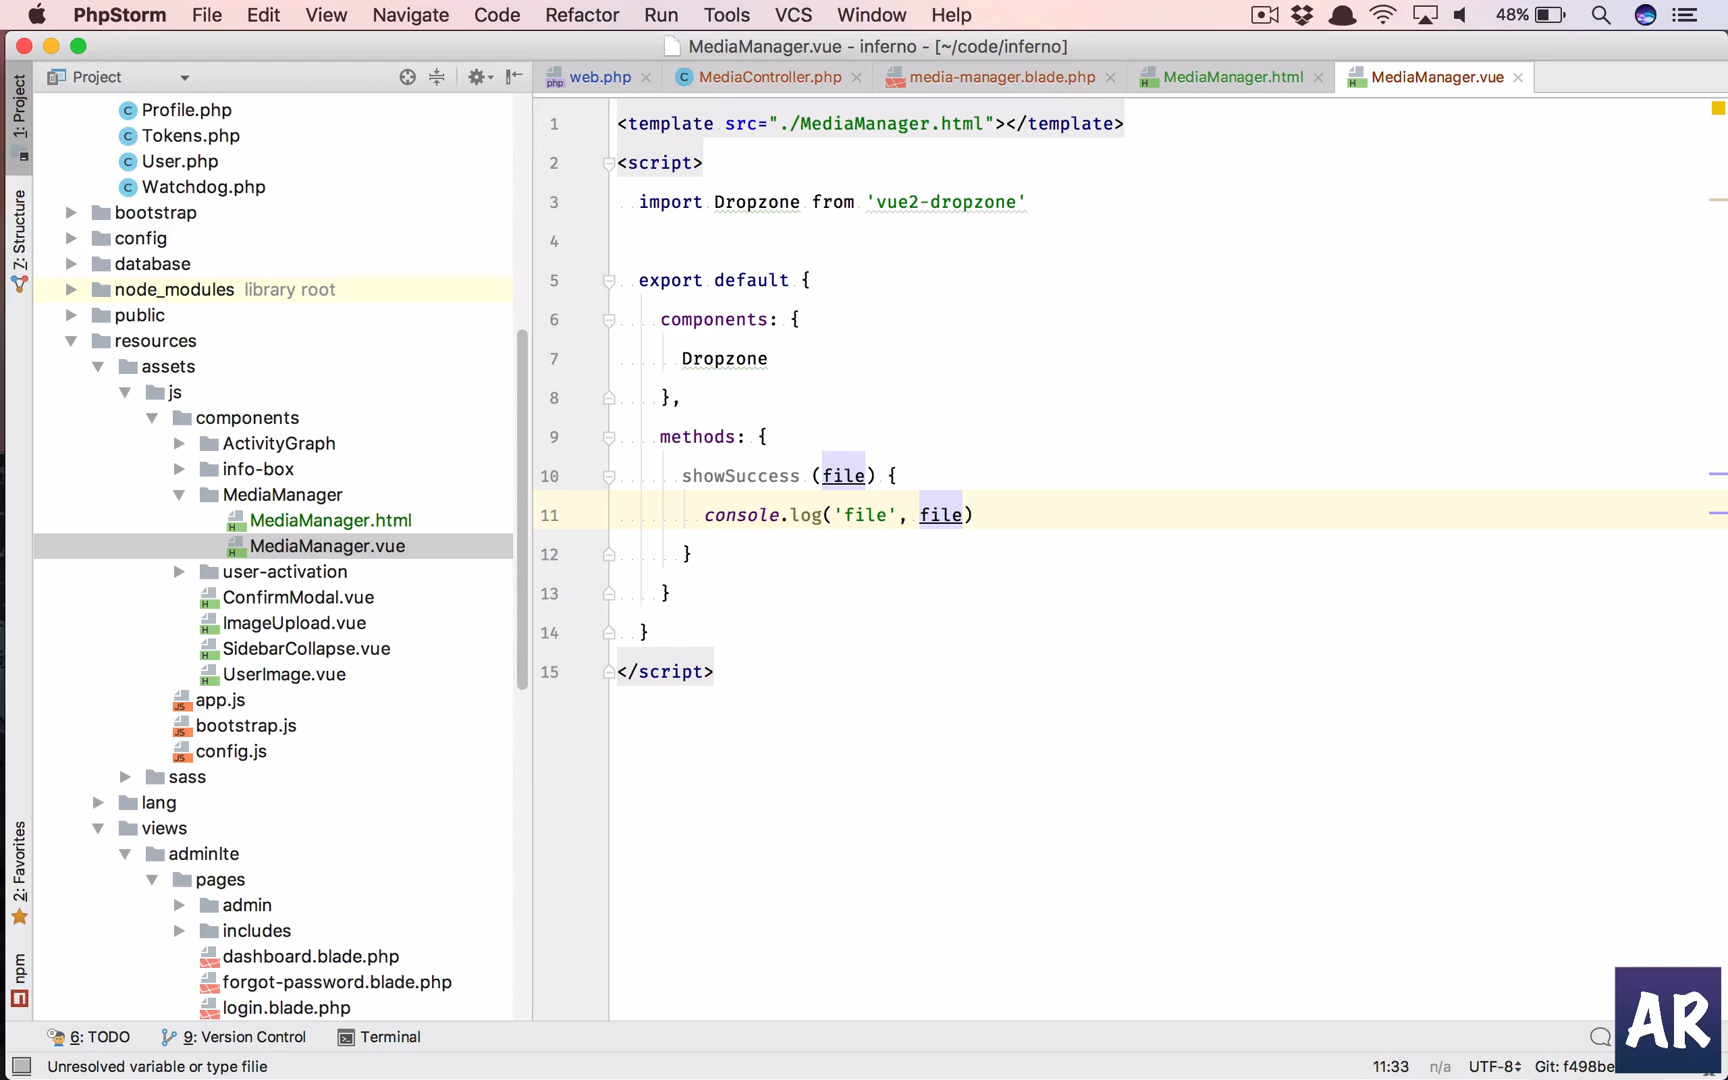 PhpStorm File Edit View Navigate Code Refactor Run Tools VCS Window Help 48%
MediaManager.vue - inferno - [~/code/inferno]
Project
web.php MediaController.php media-manager.blade.php MediaManager.html MediaManager.vue
1: Project
7: Structure
2: Favorites
npm
Profile.php
Tokens.php
User.php
Watchdog.php
bootstrap
config
database
node_modules library root
public
resources
assets
js
components
ActivityGraph
info-box
MediaManager
MediaManager.html
MediaManager.vue
user-activation
ConfirmModal.vue
ImageUpload.vue
SidebarCollapse.vue
UserImage.vue
app.js
bootstrap.js
config.js
sass
lang
views
adminlte
pages
admin
includes
dashboard.blade.php
forgot-password.blade.php
login.blade.php
1 <template src="./MediaManager.html"></template>
2 <script>
3 import Dropzone from 'vue2-dropzone'
4
5 export default {
6 components: {
7 Dropzone
8 },
9 methods: {
10 showSuccess (file) {
11 console.log('file', file)
12 }
13 }
14 }
15 </script>
6: TODO 9: Version Control Terminal
Unresolved variable or type filie 11:33 n/a UTF-8 Git: f498be
AR